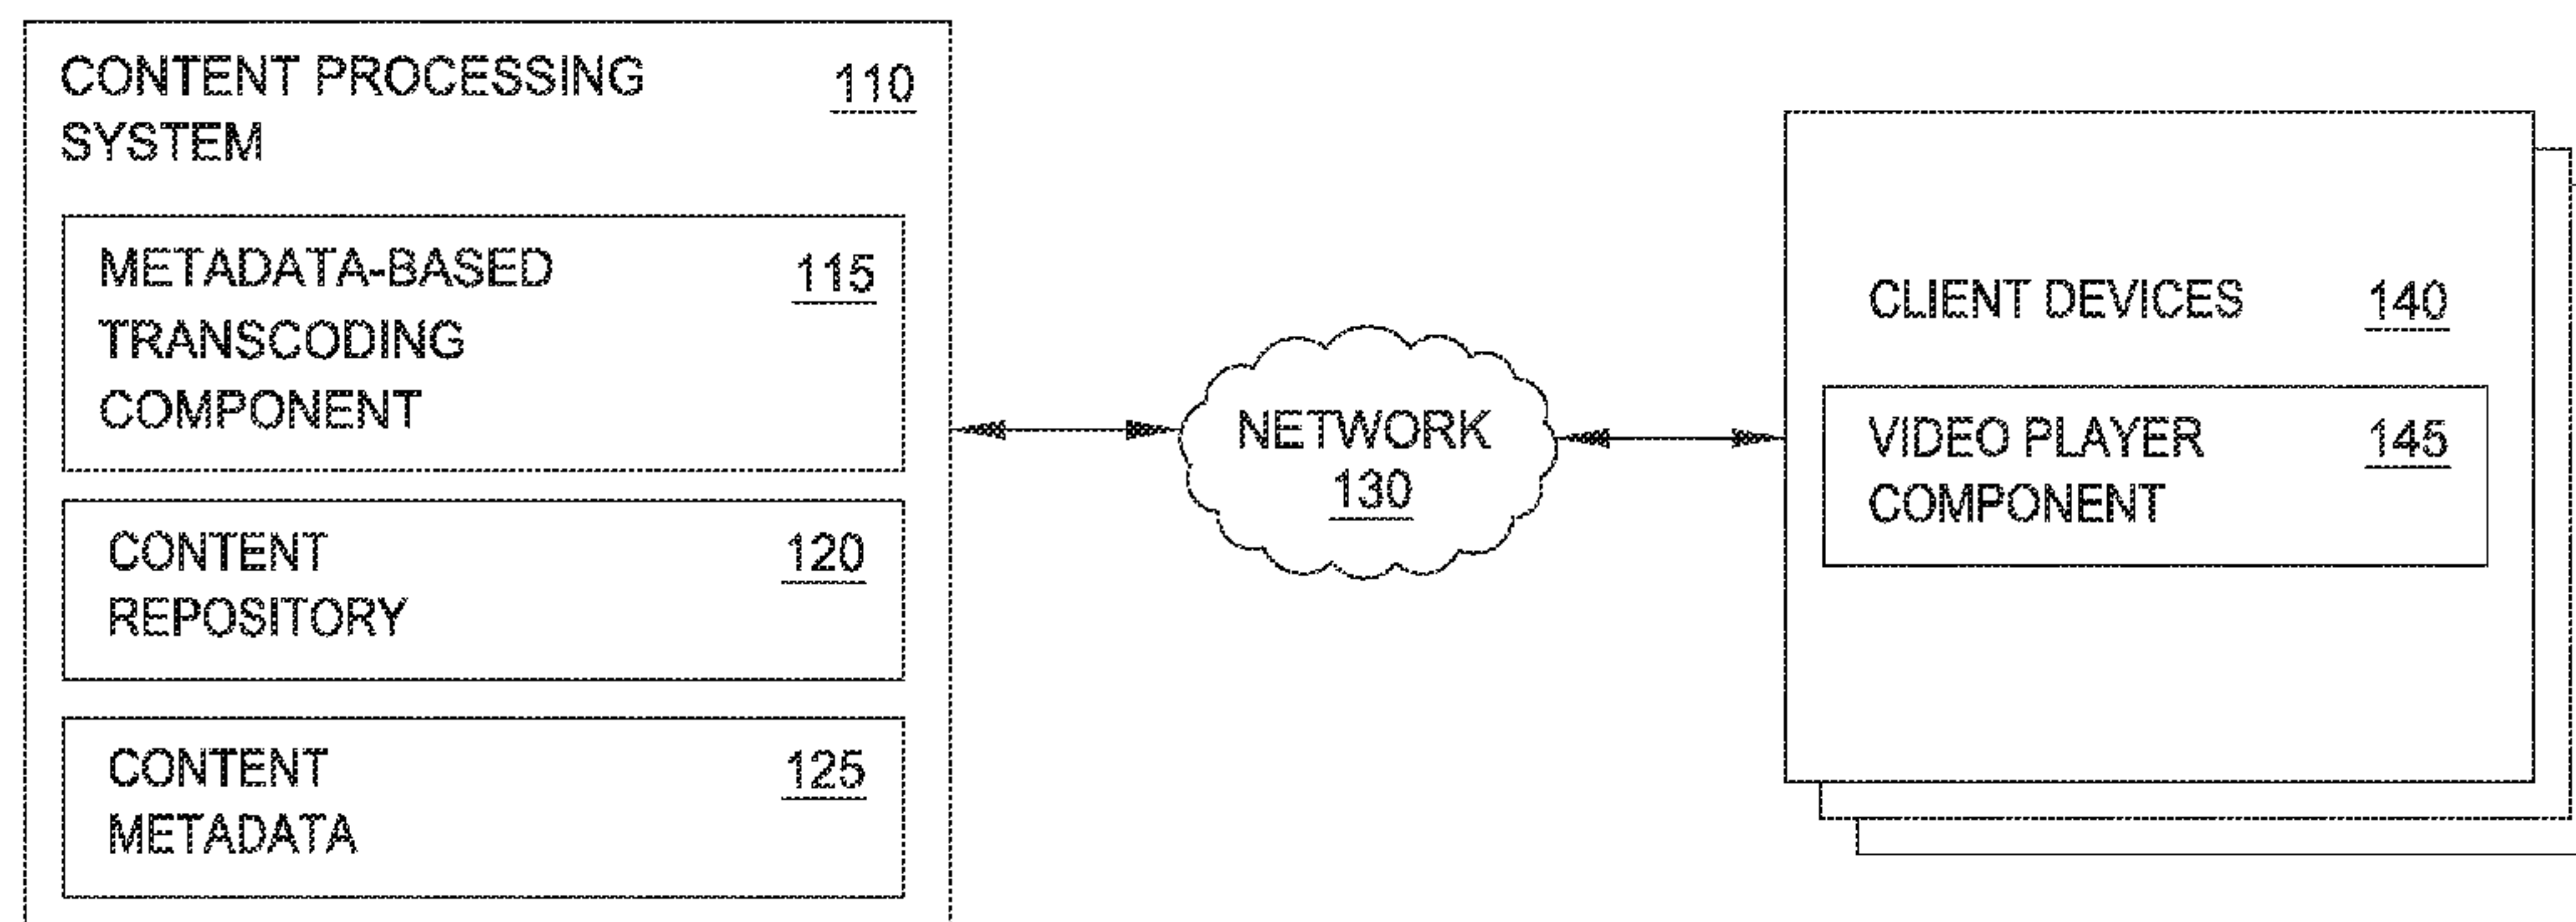 CONTENT PROCESSING 110
SYSTEM
METADATA-BASED 115
TRANSCODING
COMPONENT
CONTENT 120
REPOSITORY
CONTENT 125
METADATA
NETWORK
130
CLIENT DEVICES 140
VIDEO PLAYER 145
COMPONENT